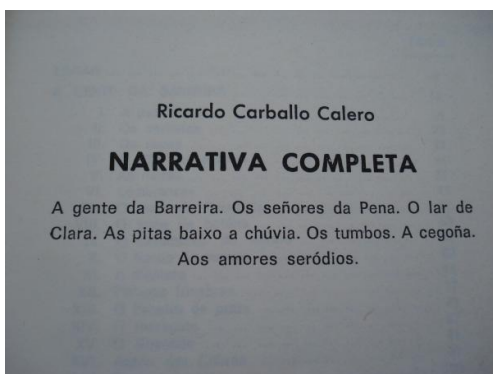 Ricardo Carballo Calero
NARRATIVA COMPLETA
A gente da Barreira. Os señores da Pena. O lar de
Clara. As pitas baixo a chúvia. Os tumbos. A cegoña.
Aos amores seródios.